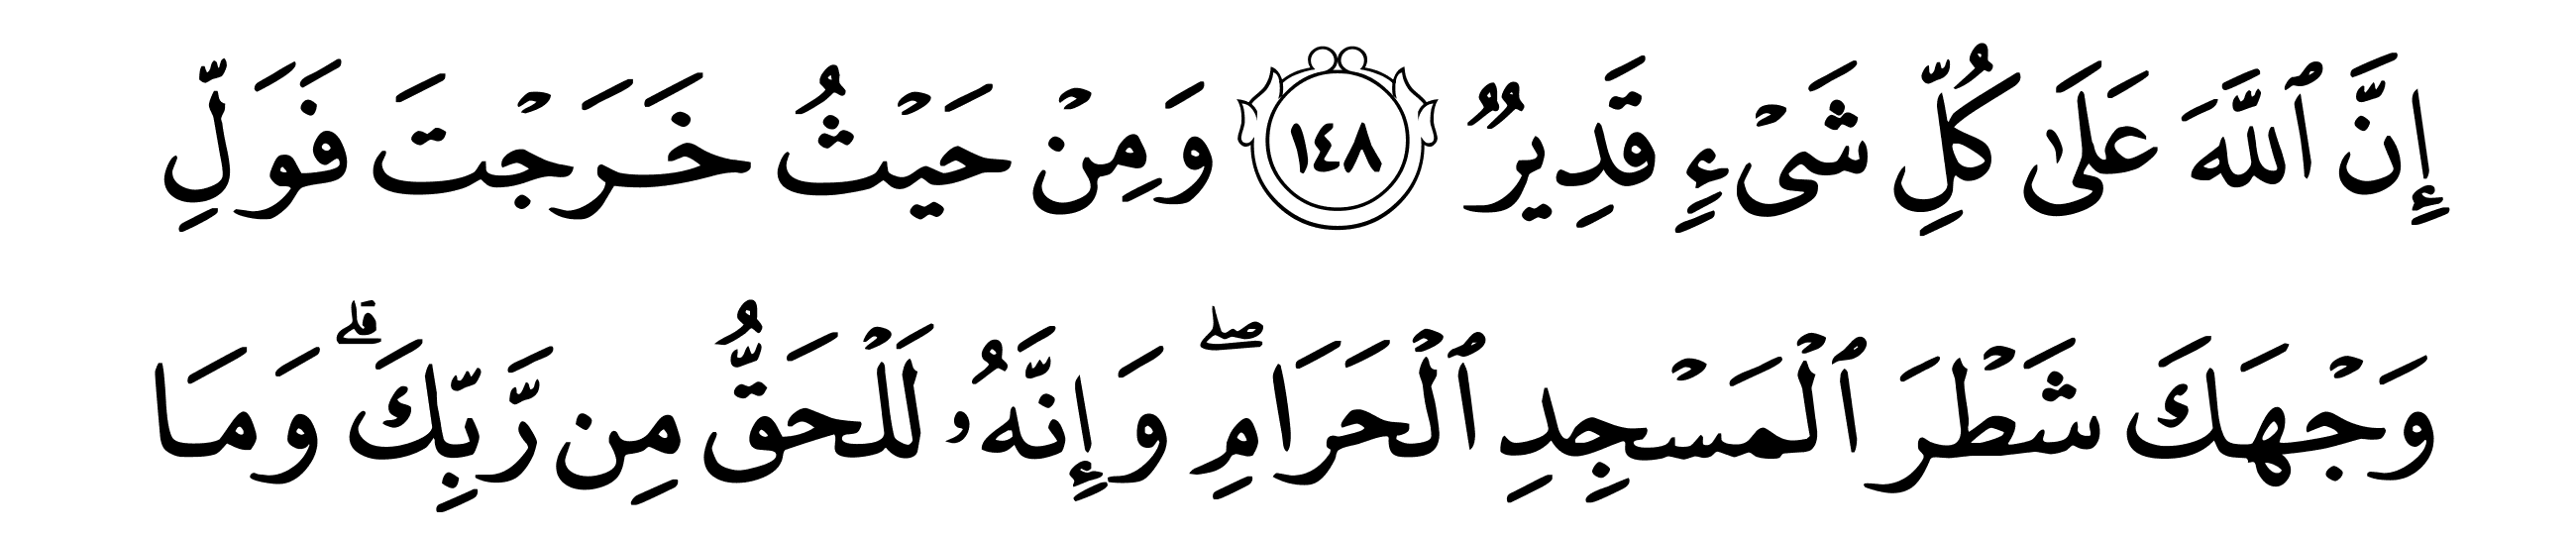 إِنَّ ٱللَّهَ عَلَىٰ كُلِّ شَىْءٍ قَدِيرٌ ١٤٨ وَمِنْ حَيْثُ خَرَجْتَ فَوَلِّ
وَجْهَكَ شَطْرَ ٱلْمَسْجِدِ ٱلْحَرَامِ ۖ وَإِنَّهُۥ لَلْحَقُّ مِن رَّبِّكَ ۗ وَمَا